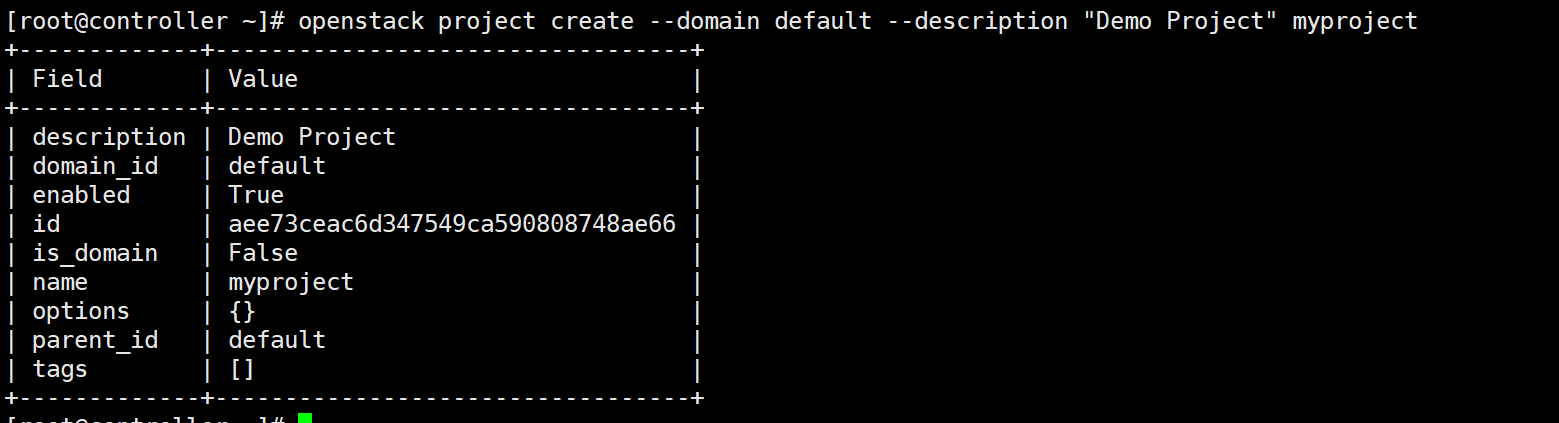 [root@controller ~]# openstack project create --domain default --description "Demo Project" myproject
+-------------+----------------------------------+
| Field       | Value                            |
+-------------+----------------------------------+
| description | Demo Project                     |
| domain_id   | default                          |
| enabled     | True                             |
| id          | aee73ceac6d347549ca590808748ae66 |
| is_domain   | False                            |
| name        | myproject                        |
| options     | {}                               |
| parent_id   | default                          |
| tags        | []                               |
+-------------+----------------------------------+
[root@controller ~]#